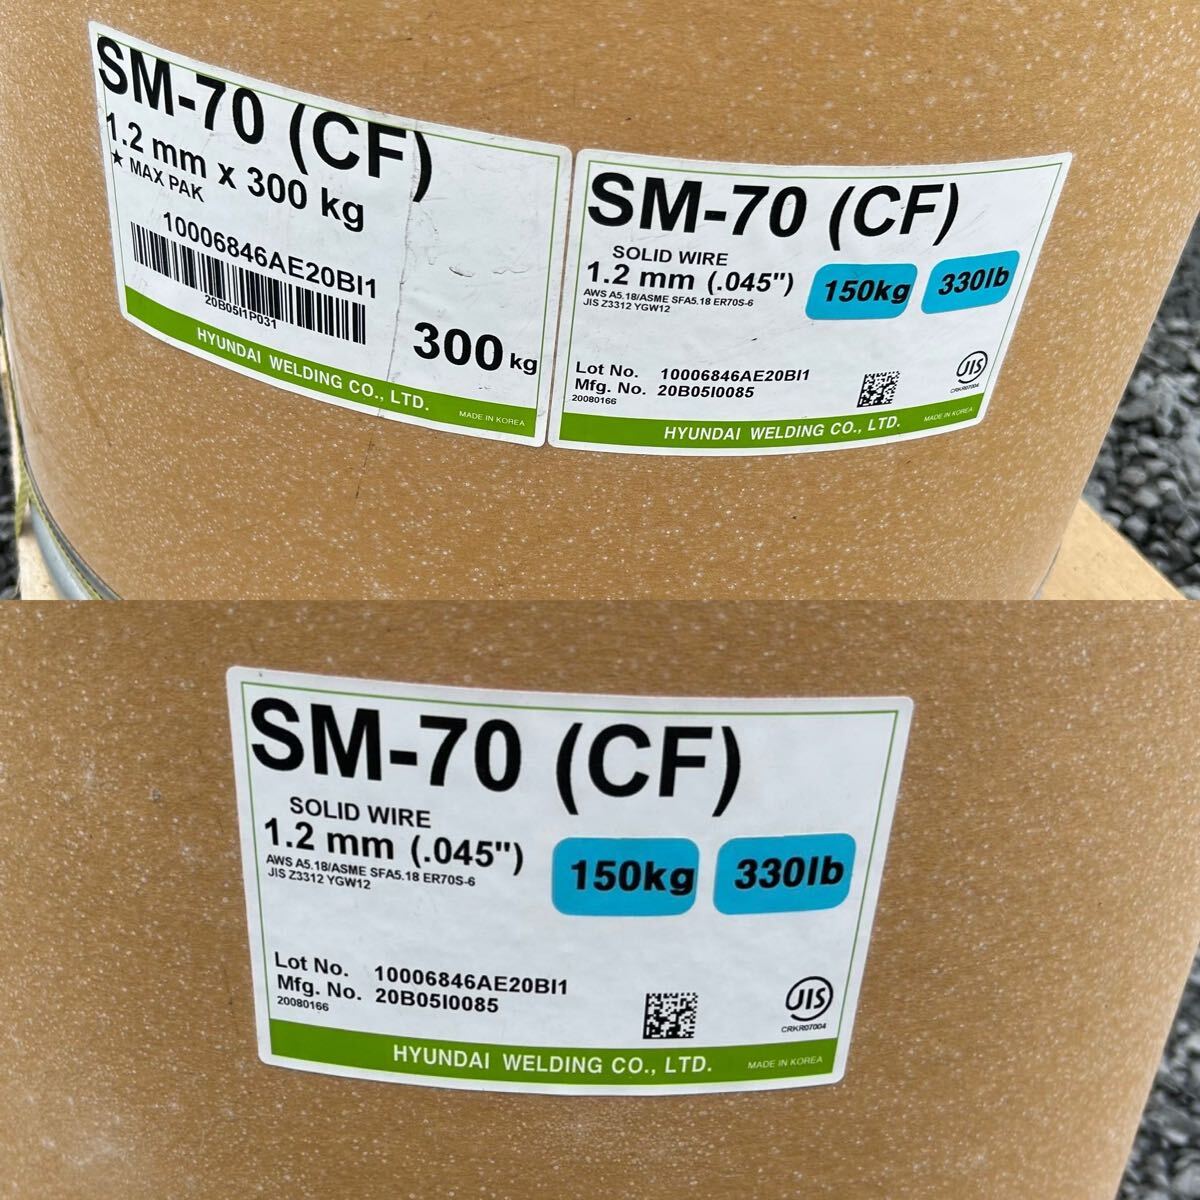 SM-70 (CF)
1.2 mm x 300 kg
★ MAX PAK
10006846AE20BI1
20B05I1P031
300 kg
HYUNDAI WELDING CO., LTD.
MADE IN KOREA
SM-70 (CF)
SOLID WIRE
1.2 mm (.045")
AWS A5.18/ASME SFA5.18 ER70S-6
JIS Z3312 YGW12
150kg
330lb
Lot No. 10006846AE20BI1
Mfg. No. 20B05I0085
20080166
JIS
CRKR07004
HYUNDAI WELDING CO., LTD.
MADE IN KOREA
SM-70 (CF)
SOLID WIRE
1.2 mm (.045")
AWS A5.18/ASME SFA5.18 ER70S-6
JIS Z3312 YGW12
150kg
330lb
Lot No. 10006846AE20BI1
Mfg. No. 20B05I0085
20080166
JIS
CRKR07004
HYUNDAI WELDING CO., LTD.
MADE IN KOREA